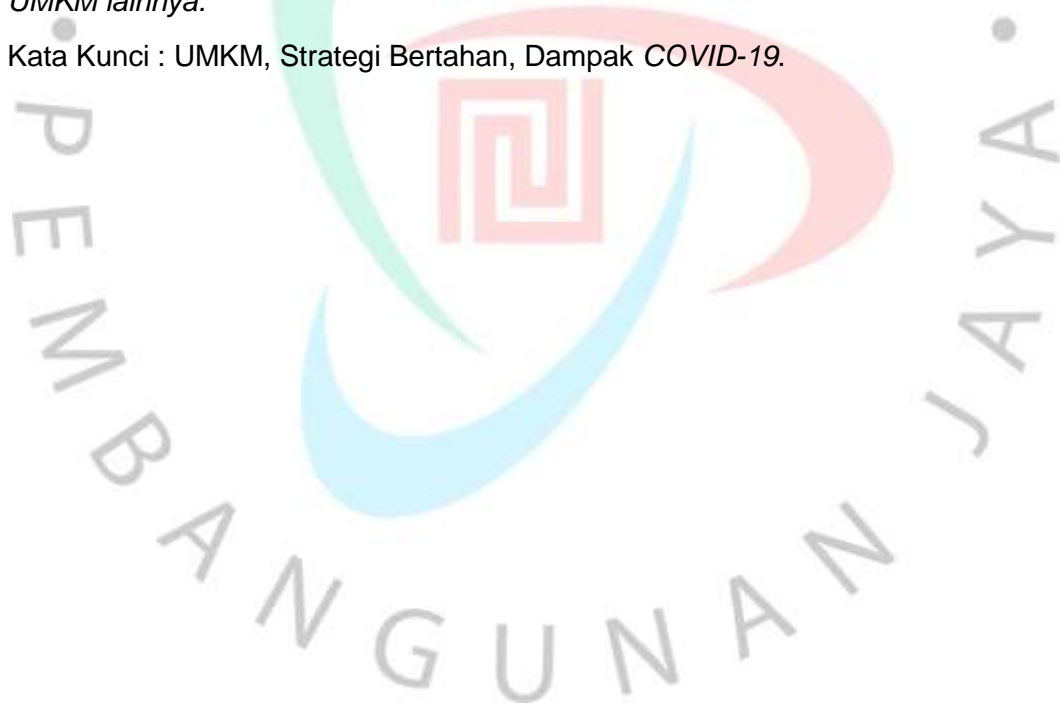 UMKM lainnya.
Kata Kunci : UMKM, Strategi Bertahan, Dampak COVID-19.
PEMBANGUNAN JAYA